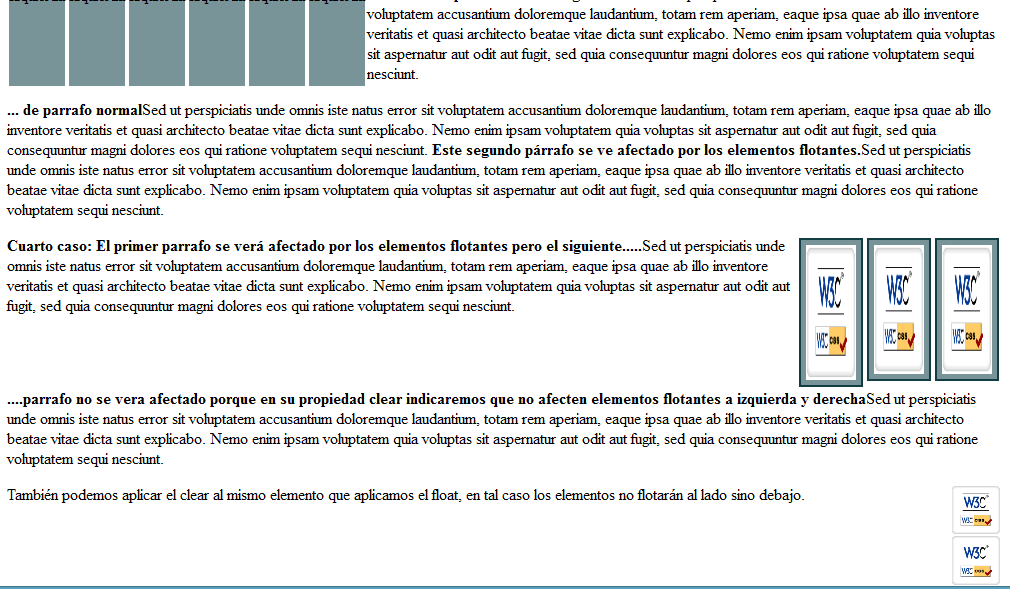 voluptatem accusantium doloremque laudantium, totam rem aperiam, eaque ipsa quae ab illo inventore
veritatis et quasi architecto beatae vitae dicta sunt explicabo. Nemo enim ipsam voluptatem quia voluptas
sit aspernatur aut odit aut fugit, sed quia consequuntur magni dolores eos qui ratione voluptatem sequi
nesciunt.
... de parrafo normalSed ut perspiciatis unde omnis iste natus error sit voluptatem accusantium doloremque laudantium, totam rem aperiam, eaque ipsa quae ab illo
inventore veritatis et quasi architecto beatae vitae dicta sunt explicabo. Nemo enim ipsam voluptatem quia voluptas sit aspernatur aut odit aut fugit, sed quia
consequuntur magni dolores eos qui ratione voluptatem sequi nesciunt. Este segundo párrafo se ve afectado por los elementos flotantes.Sed ut perspiciatis
unde omnis iste natus error sit voluptatem accusantium doloremque laudantium, totam rem aperiam, eaque ipsa quae ab illo inventore veritatis et quasi architecto
beatae vitae dicta sunt explicabo. Nemo enim ipsam voluptatem quia voluptas sit aspernatur aut odit aut fugit, sed quia consequuntur magni dolores eos qui ratione
voluptatem sequi nesciunt.
Cuarto caso: El primer parrafo se verá afectado por los elementos flotantes pero el siguiente.....Sed ut perspiciatis unde
omnis iste natus error sit voluptatem accusantium doloremque laudantium, totam rem aperiam, eaque ipsa quae ab illo inventore
veritatis et quasi architecto beatae vitae dicta sunt explicabo. Nemo enim ipsam voluptatem quia voluptas sit aspernatur aut odit aut
fugit, sed quia consequuntur magni dolores eos qui ratione voluptatem sequi nesciunt.
W3C W3C W3C
W3C css W3C css W3C css
....parrafo no se vera afectado porque en su propiedad clear indicaremos que no afecten elementos flotantes a izquierda y derechaSed ut perspiciatis
unde omnis iste natus error sit voluptatem accusantium doloremque laudantium, totam rem aperiam, eaque ipsa quae ab illo inventore veritatis et quasi architecto
beatae vitae dicta sunt explicabo. Nemo enim ipsam voluptatem quia voluptas sit aspernatur aut odit aut fugit, sed quia consequuntur magni dolores eos qui ratione
voluptatem sequi nesciunt.
También podemos aplicar el clear al mismo elemento que aplicamos el float, en tal caso los elementos no flotarán al lado sino debajo.
W3C
W3C css
W3C
W3C css